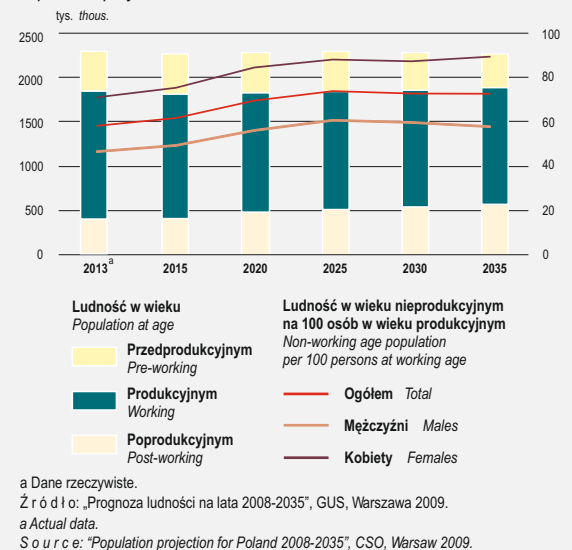 tys. thous.
2500
2000
1500
1000
500
0
100
80
60
40
20
0
2013 a
2015
2020
2025
2030
2035
Ludność w wieku
Population at age
Przedprodukcyjnym
Pre-working
Produkcyjnym
Working
Poprodukcyjnym
Post-working
Ludność w wieku nieprodukcyjnym
na 100 osób w wieku produkcyjnym
Non-working age population
per 100 persons at working age
Ogółem Total
Mężczyźni Males
Kobiety Females
a Dane rzeczywiste.
Ź r ó d ł o: „Prognoza ludności na lata 2008-2035”, GUS, Warszawa 2009.
a Actual data.
S o u r c e: “Population projection for Poland 2008-2035”, CSO, Warsaw 2009.